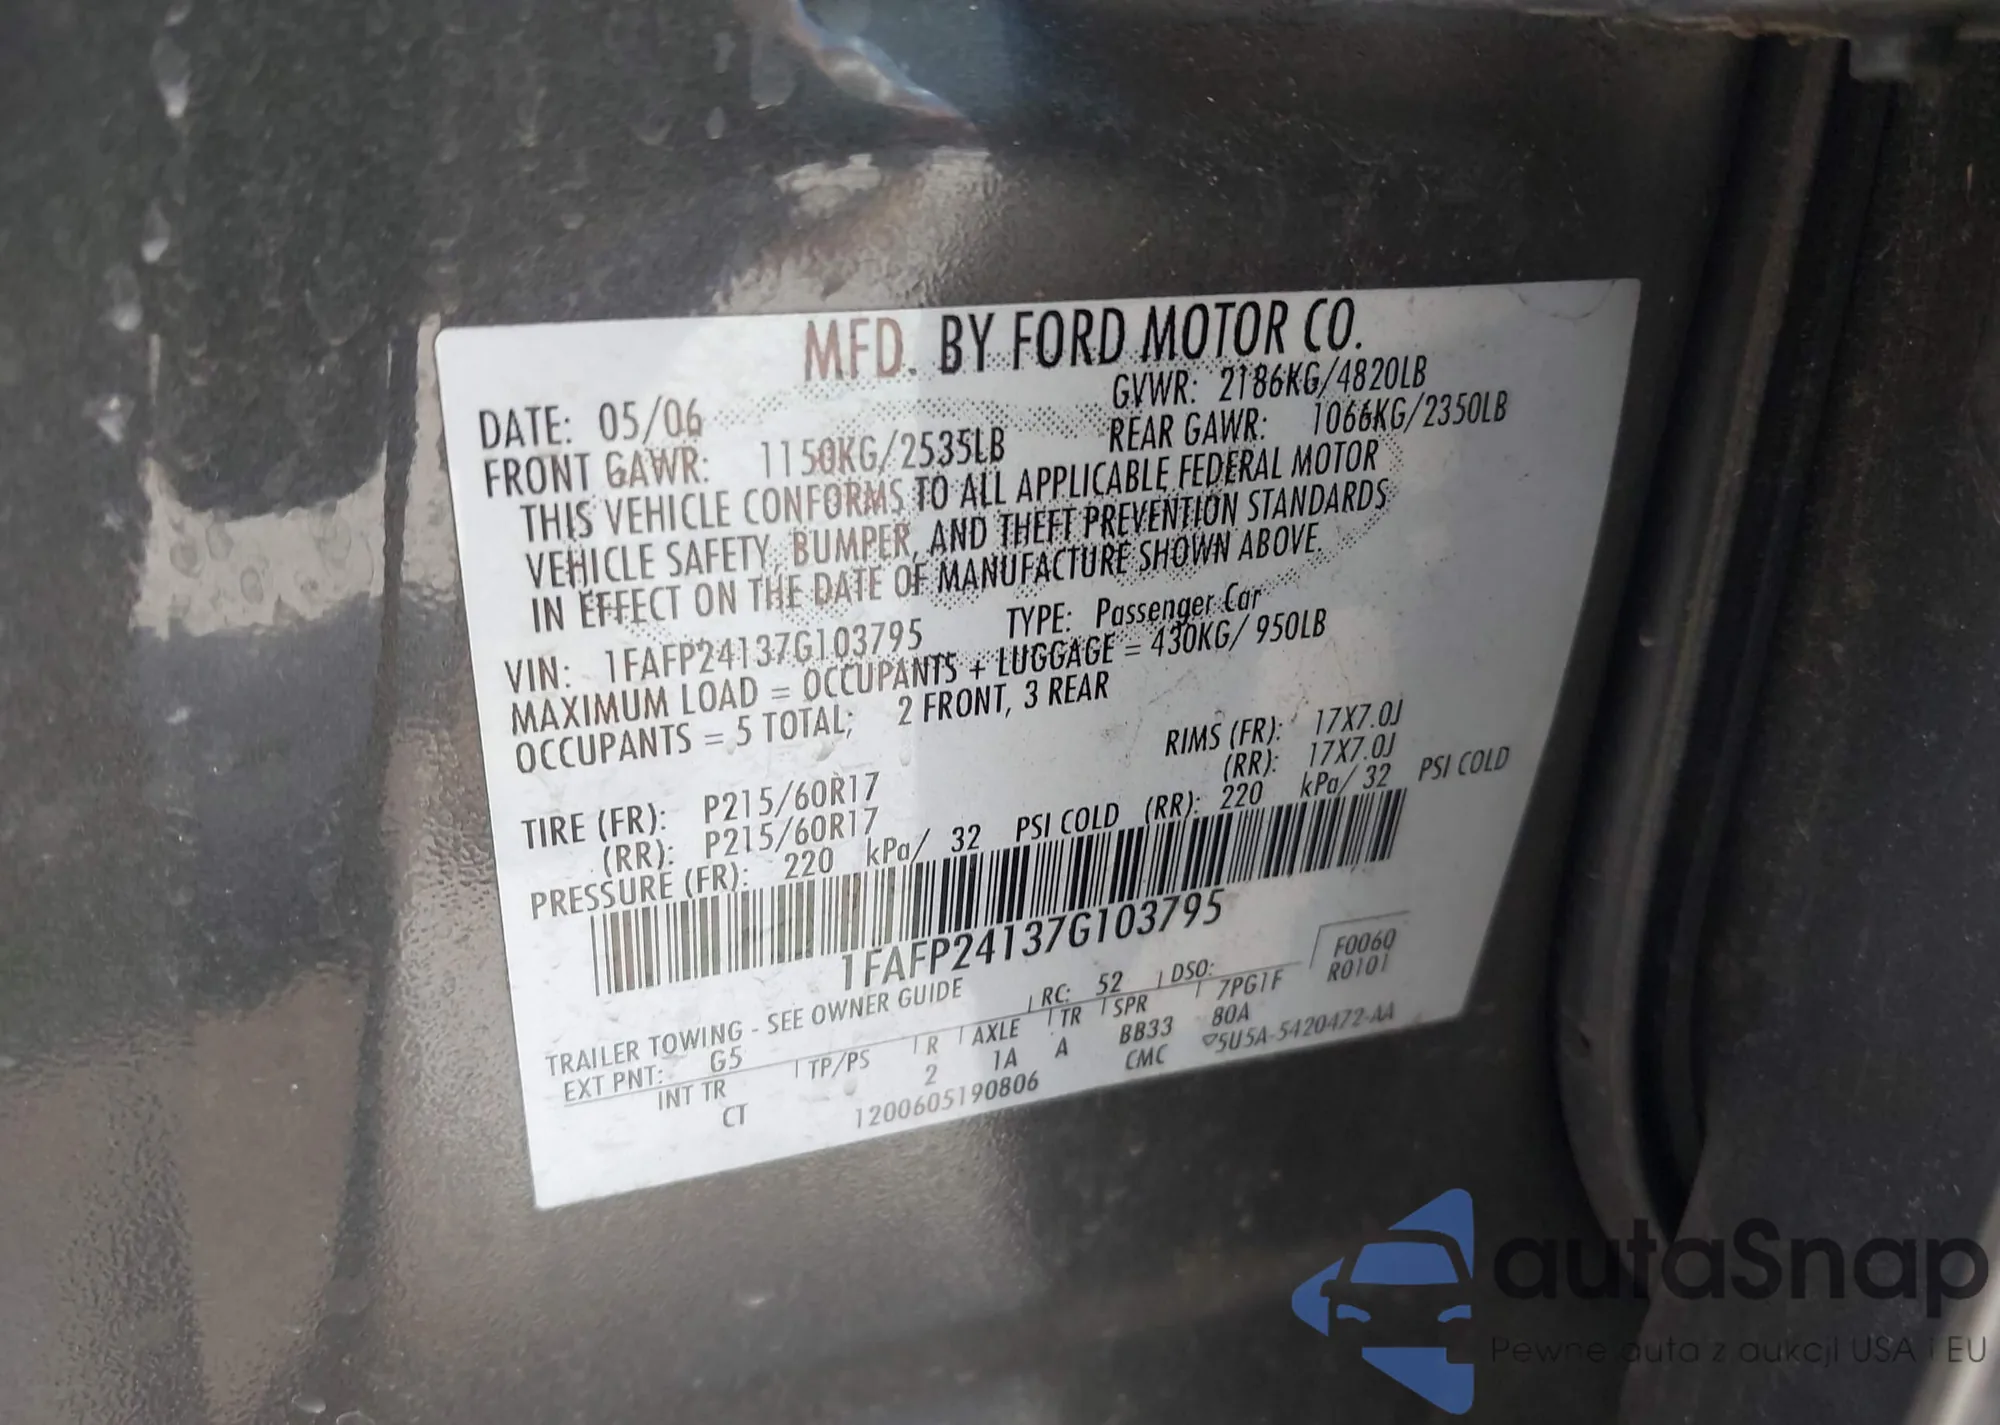 MFD. BY FORD MOTOR CO.
DATE: 05/06 GVWR: 2186KG/4820LB
FRONT GAWR: 1150KG/2535LB REAR GAWR: 1066KG/2350LB
THIS VEHICLE CONFORMS TO ALL APPLICABLE FEDERAL MOTOR
VEHICLE SAFETY, BUMPER, AND THEFT PREVENTION STANDARDS
IN EFFECT ON THE DATE OF MANUFACTURE SHOWN ABOVE.
VIN: 1FAFP24137G103795 TYPE: Passenger Car
MAXIMUM LOAD = OCCUPANTS + LUGGAGE = 430KG/ 950LB
OCCUPANTS = 5 TOTAL; 2 FRONT, 3 REAR
RIMS (FR): 17X7.0J
TIRE (FR): P215/60R17 (RR): 17X7.0J
(RR): P215/60R17
PRESSURE (FR): 220 kPa/ 32 PSI COLD (RR): 220 kPa/ 32 PSI COLD
1FAFP24137G103795
TRAILER TOWING - SEE OWNER GUIDE
F0060
R0101
EXT PNT: G5 RC: 52 DSO:
INT TR TP/PS R AXLE TR SPR 7PG1F
CT 2 1A A BB33 80A
1200605190806 CMC ▽5U5A-5420472-AA
autaSnap
Pewne auta z aukcji USA i EU